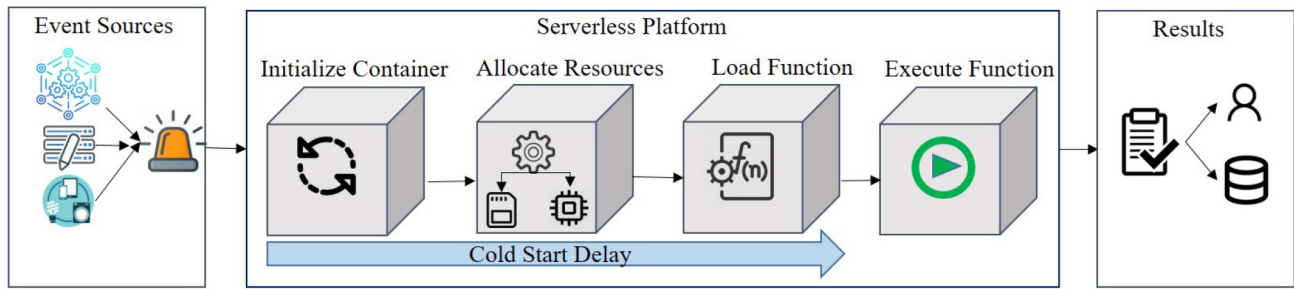 Event Sources
Serverless Platform
Results
Initialize Container
Allocate Resources
Load Function
Execute Function
f(n)
Cold Start Delay